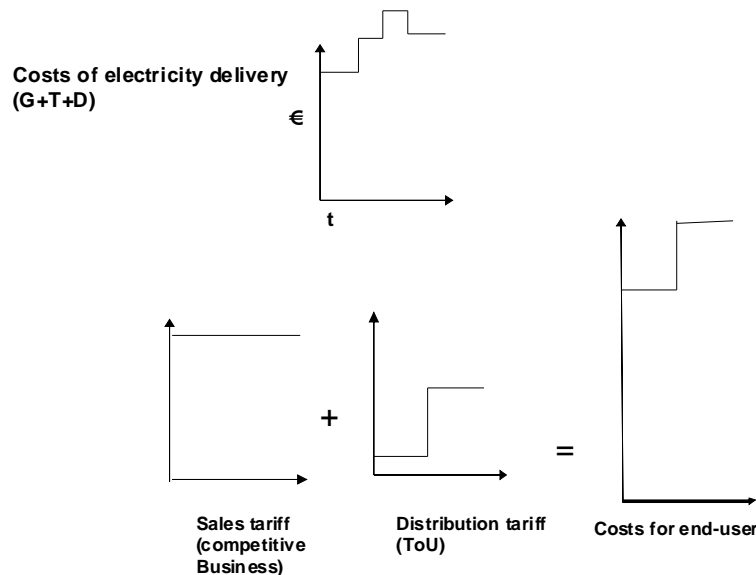 Costs of electricity delivery
(G+T+D)
€
t
+
=
Sales tariff
(competitive
Business)
Distribution tariff
(ToU)
Costs for end-user